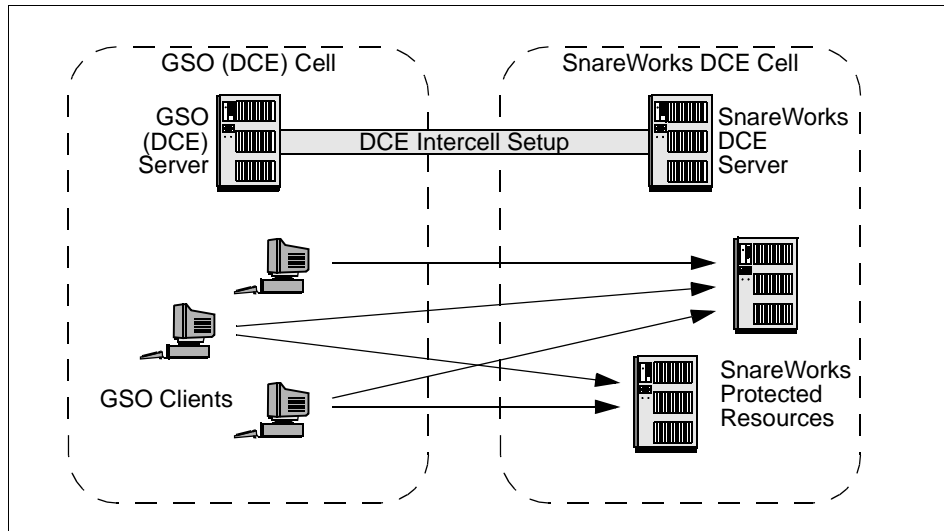 GSO (DCE) Cell
SnareWorks DCE Cell
GSO
(DCE)
Server
DCE Intercell Setup
SnareWorks
DCE
Server
GSO Clients
SnareWorks
Protected
Resources